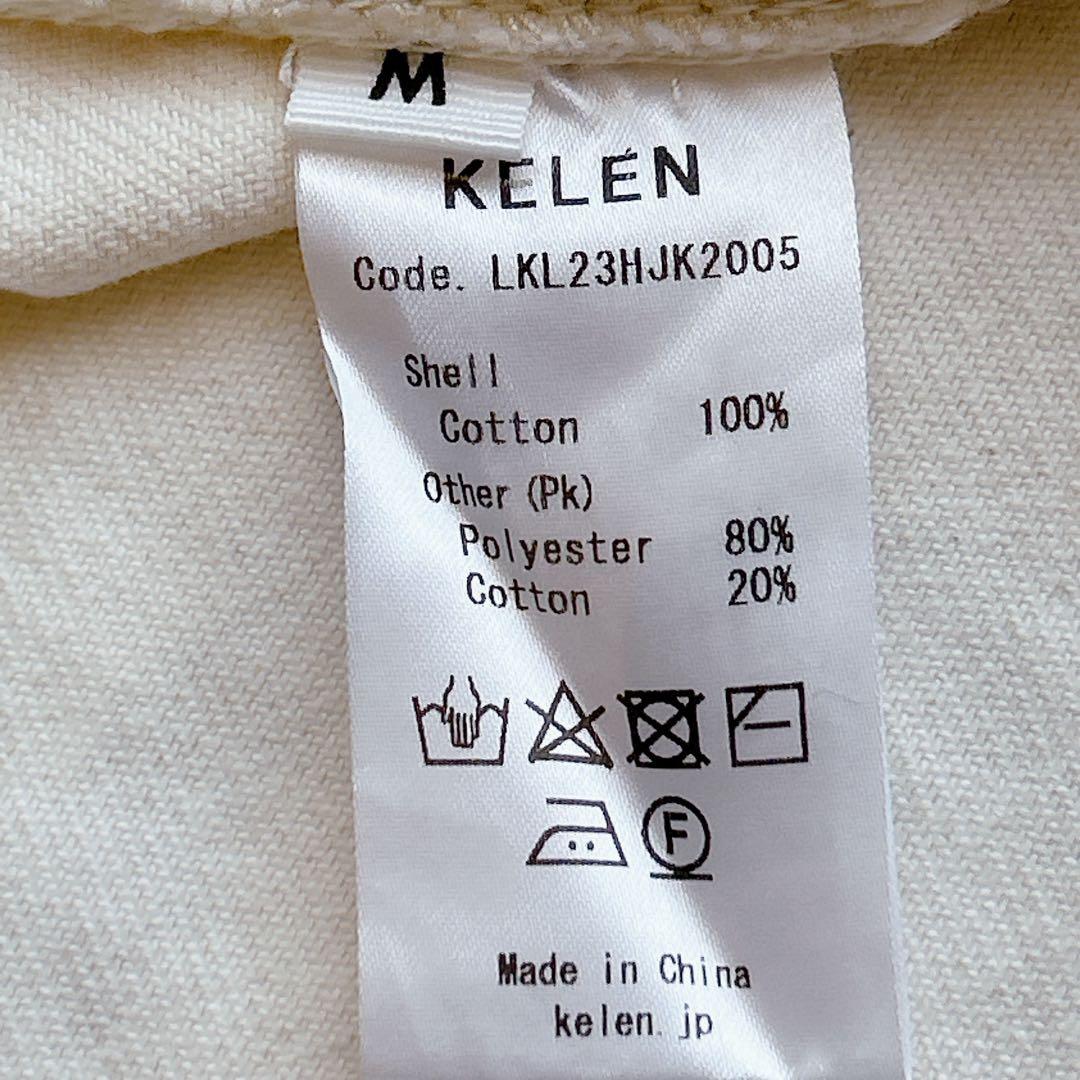 M
KELEN
Code. LKL23HJK2005
Shell
Cotton 100%
Other (Pk)
Polyester 80%
Cotton 20%
F
Made in China
kelen.jp